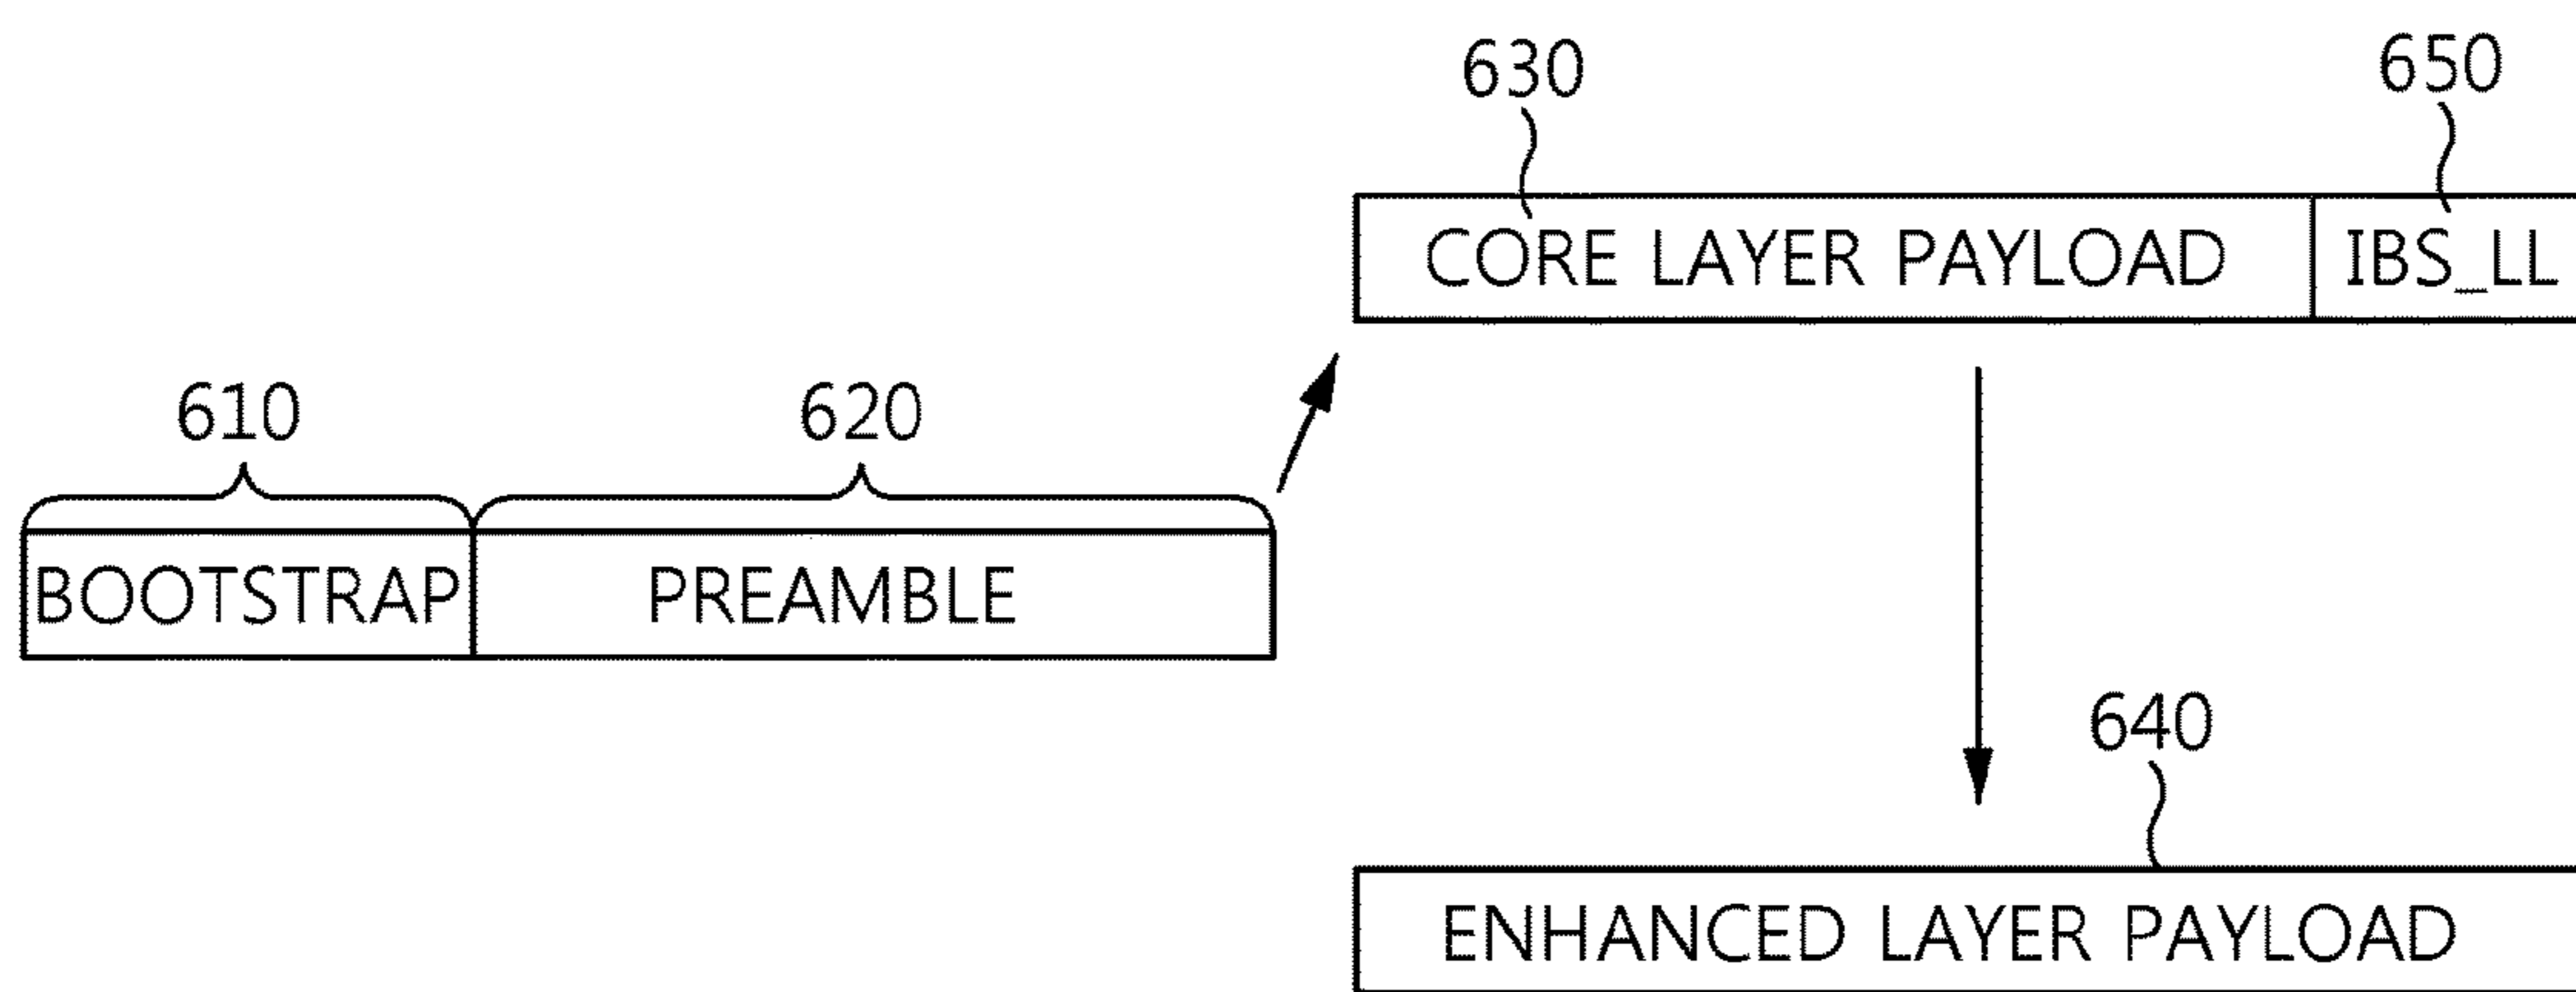 630 650
CORE LAYER PAYLOAD IBS_LL
610 620
BOOTSTRAP PREAMBLE
640
ENHANCED LAYER PAYLOAD